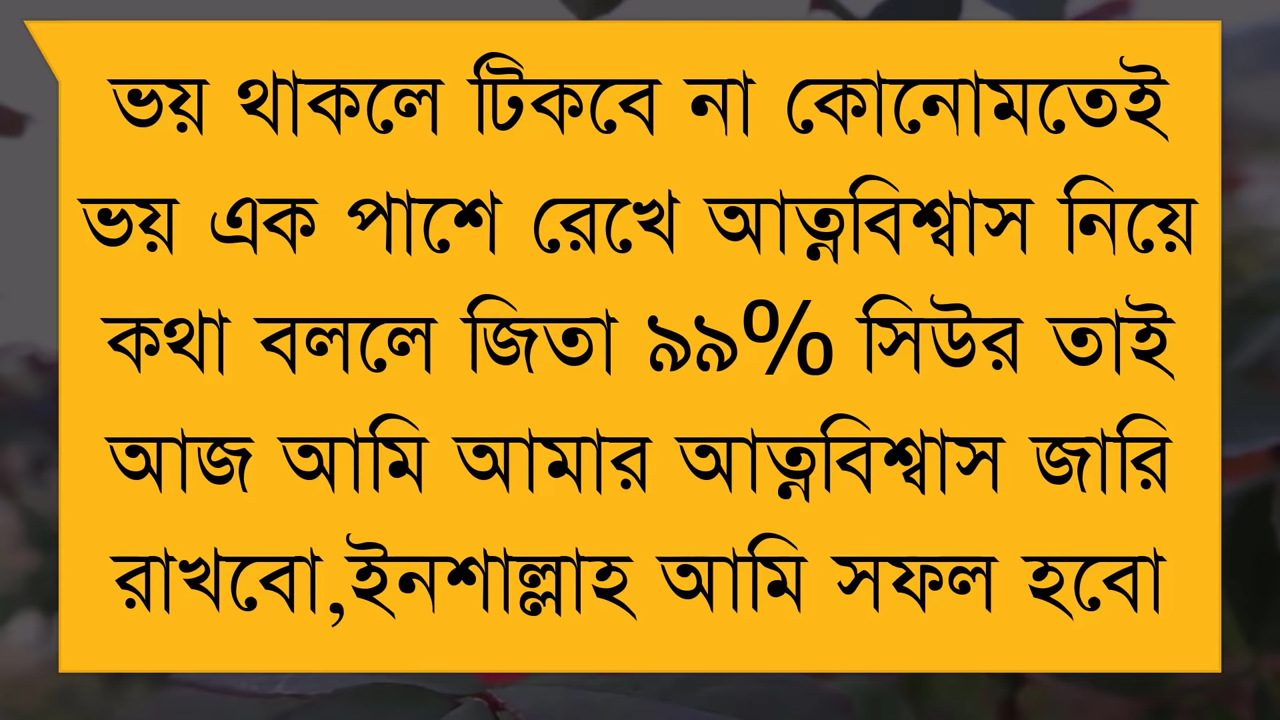 ভয় থাকলে টিকবে না কোনোমতেই
ভয় এক পাশে রেখে আত্নবিশ্বাস নিয়ে
কথা বললে জিতা ৯৯% সিউর তাই
আজ আমি আমার আত্নবিশ্বাস জারি
রাখবো,ইনশাল্লাহ আমি সফল হবো